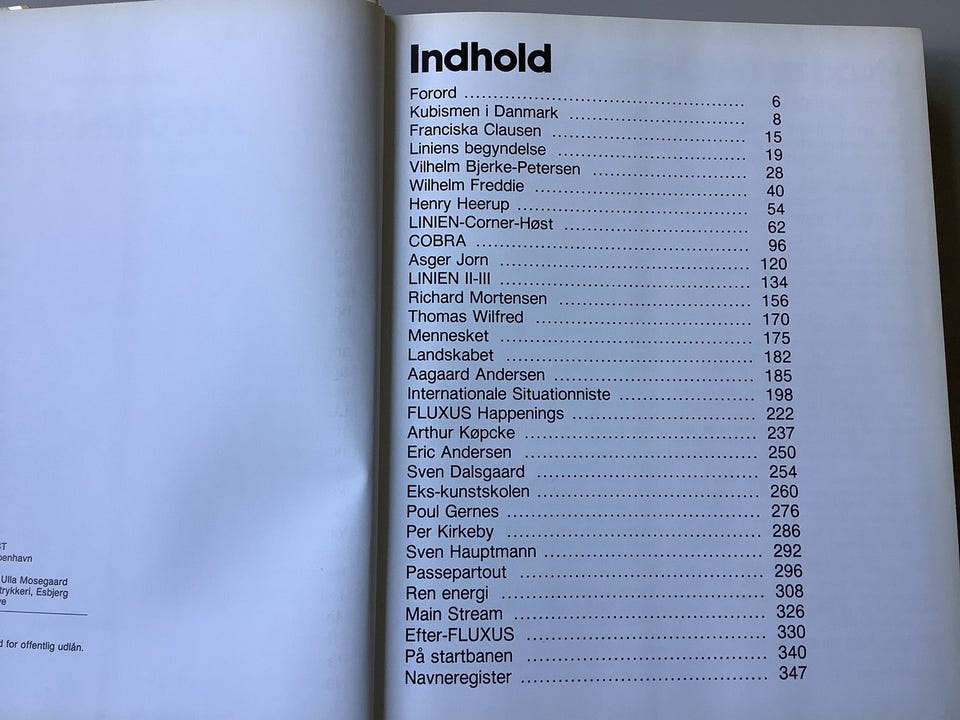 ST
benhavn
Ulla Mosegaard
trykkeri, Esbjerg
ve
d for offentlig udlån.
Indhold
Forord ........ 6
Kubismen i Danmark ........ 8
Franciska Clausen ........ 15
Liniens begyndelse ........ 19
Vilhelm Bjerke-Petersen ........ 28
Wilhelm Freddie ........ 40
Henry Heerup ........ 54
LINIEN-Corner-Høst ........ 62
COBRA ........ 96
Asger Jorn ........ 120
LINIEN II-III ........ 134
Richard Mortensen ........ 156
Thomas Wilfred ........ 170
Mennesket ........ 175
Landskabet ........ 182
Aagaard Andersen ........ 185
Internationale Situationniste ........ 198
FLUXUS Happenings ........ 222
Arthur Køpcke ........ 237
Eric Andersen ........ 250
Sven Dalsgaard ........ 254
Eks-kunstskolen ........ 260
Poul Gernes ........ 276
Per Kirkeby ........ 286
Sven Hauptmann ........ 292
Passepartout ........ 296
Ren energi ........ 308
Main Stream ........ 326
Efter-FLUXUS ........ 330
På startbanen ........ 340
Navneregister ........ 347